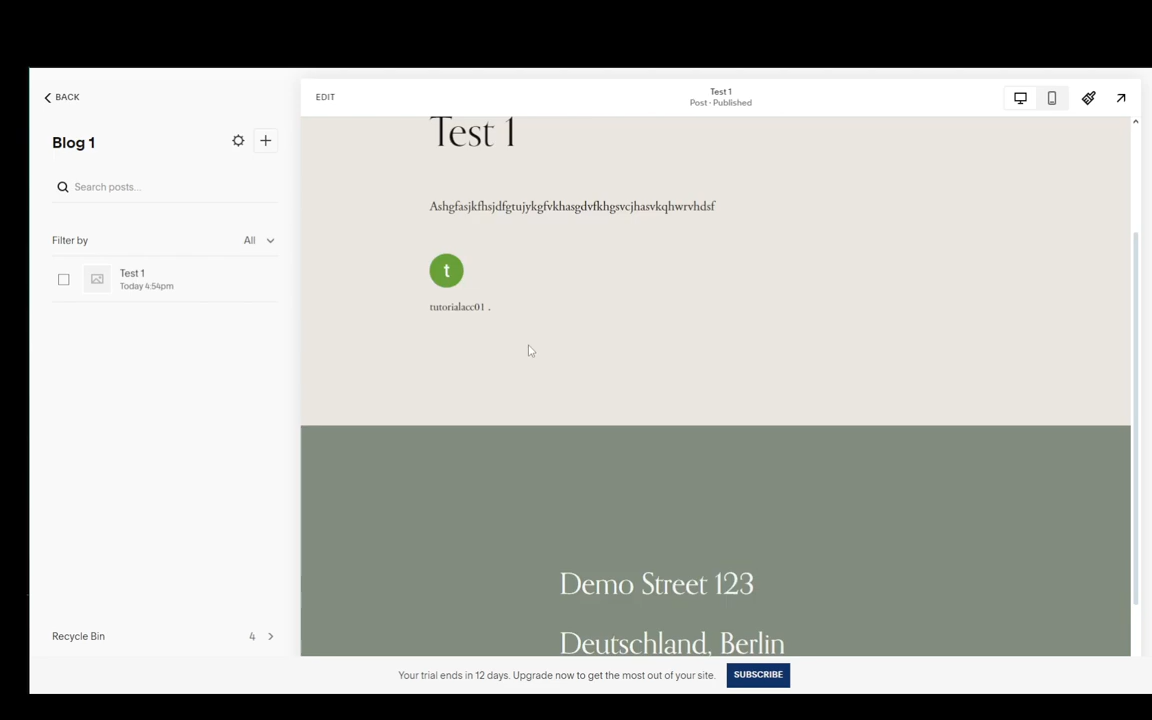 BACK
Blog 1
Search posts...
Filter by
All
Test 1
Today 4:54pm
Recycle Bin
4
EDIT
Test 1
Post · Published
Test 1
Ashgfasjkfhsjdfgtujykgfvkhasgdvfkhgsvcjhasvkqhwrvhdsf
t
tutorialacc01 .
Demo Street 123
Deutschland, Berlin
Your trial ends in 12 days. Upgrade now to get the most out of your site.
SUBSCRIBE